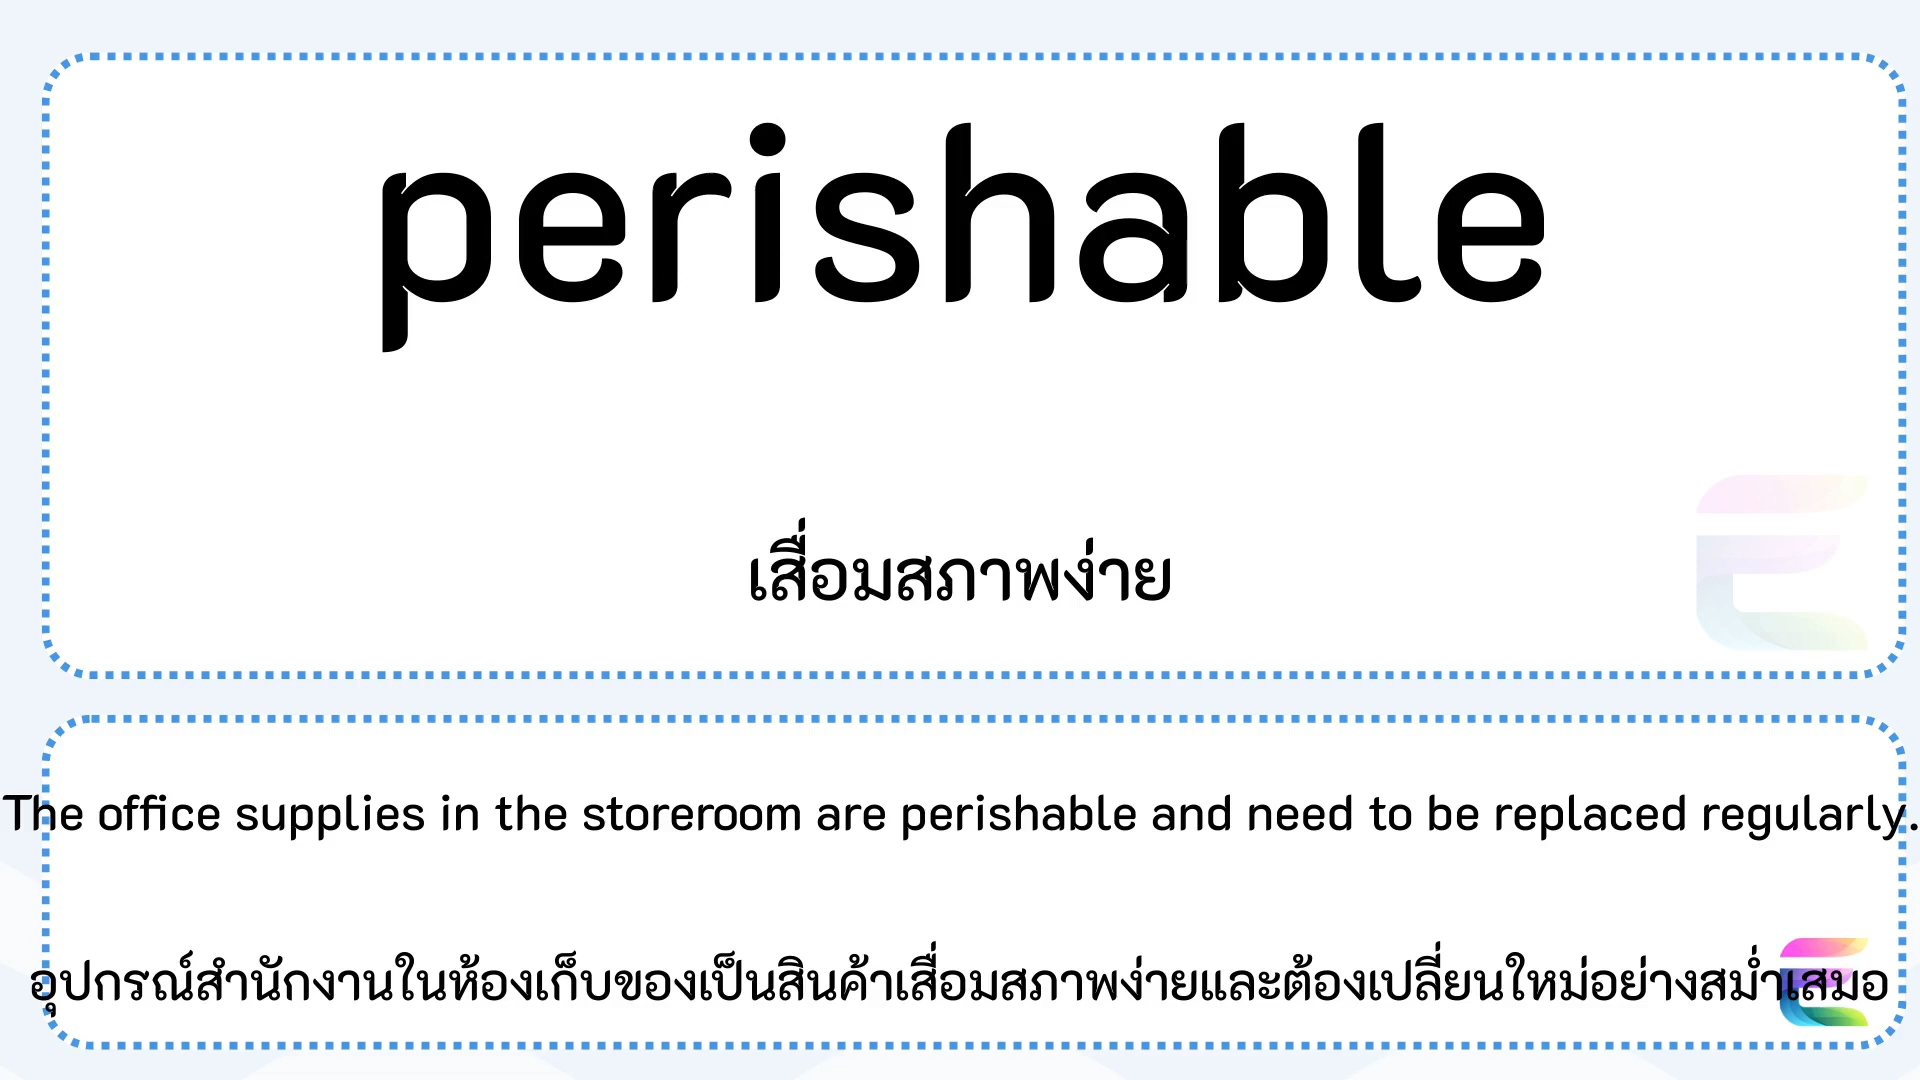 perishable
เสื่อมสภาพง่าย
The office supplies in the storeroom are perishable and need to be replaced regularly.
อุปกรณ์สำนักงานในห้องเก็บของเป็นสินค้าเสื่อมสภาพง่ายและต้องเปลี่ยนใหม่อย่างสม่ำเสมอ